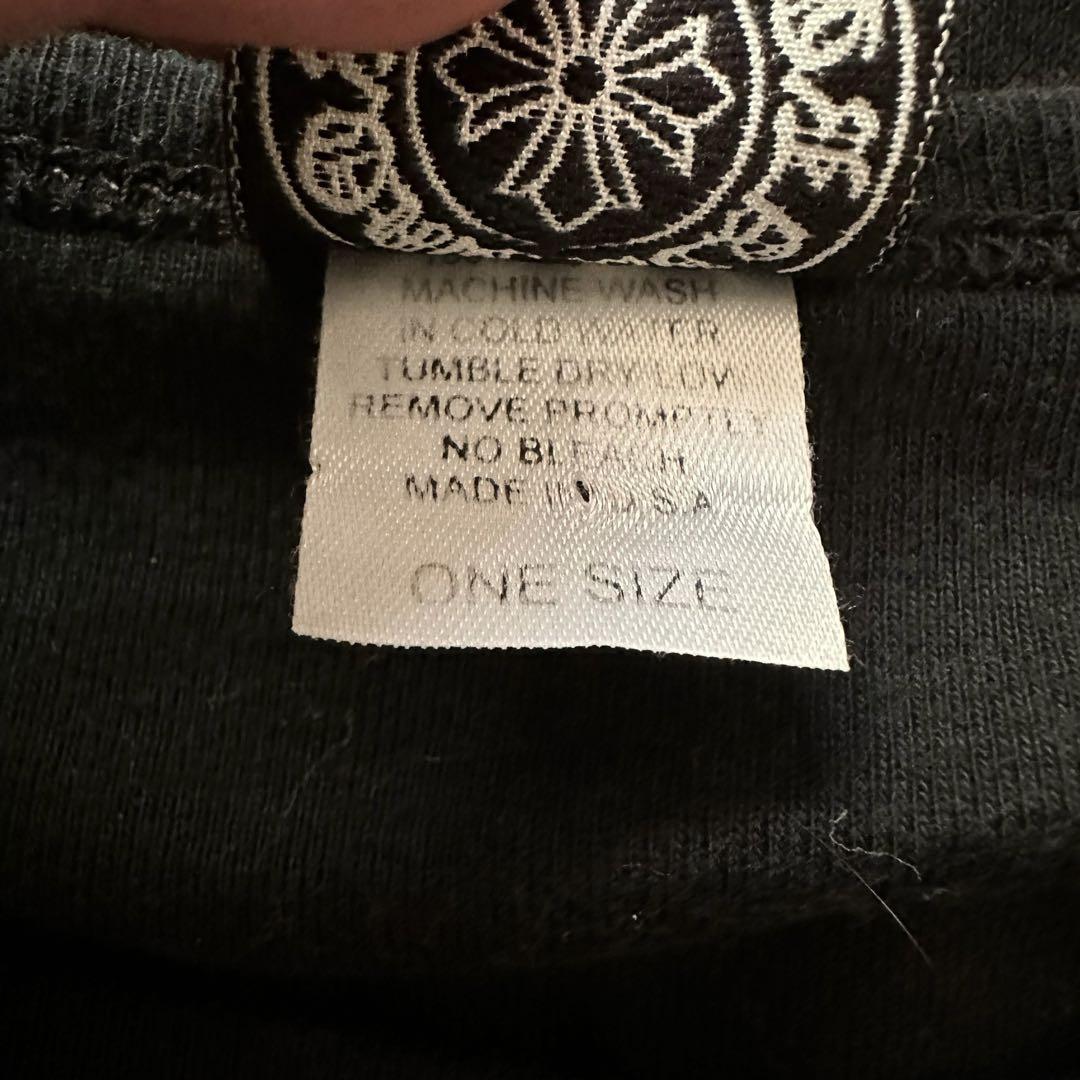 MACHINE WASH
IN COLD WATER
TUMBLE DRY LOW
REMOVE PROMPTLY
NO BLEACH
MADE IN U.S.A
ONE SIZE